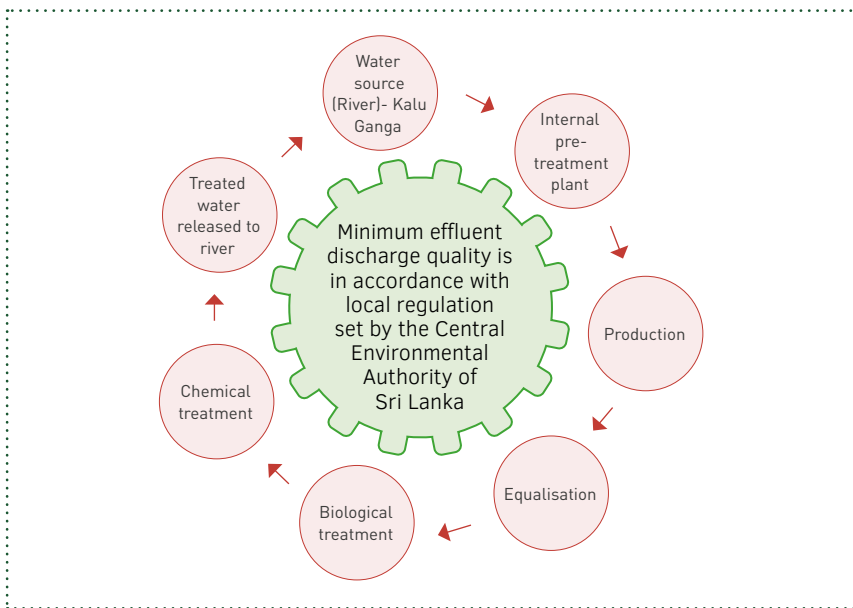 Water
source
(River)- Kalu
Ganga
Internal
pre-
treatment
plant
Production
Equalisation
Biological
treatment
Chemical
treatment
Treated
water
released to
river
Minimum effluent
discharge quality is
in accordance with
local regulation
set by the Central
Environmental
Authority of
Sri Lanka